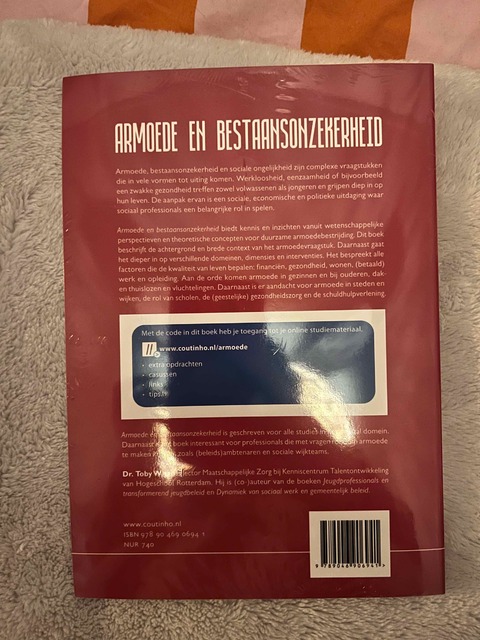 ARMOEDE EN BESTAANSONZEKERHEID
Armoede, bestaansonzekerheid en sociale ongelijkheid zijn complexe vraagstukken
die in vele vormen tot uiting komen. Werkloosheid, eenzaamheid of bijvoorbeeld
een zwakke gezondheid treffen zowel volwassenen als jongeren en grijpen diep in op
hun leven. De aanpak ervan is een sociale, economische en politieke uitdaging waar
sociaal professionals een belangrijke rol in spelen.
Armoede en bestaansonzekerheid biedt kennis en inzichten vanuit wetenschappelijke
perspectieven en theoretische concepten voor duurzame armoedebestrijding. Dit boek
beschrijft de achtergrond en brede context van het armoedevraagstuk. Daarnaast gaat
het dieper in op verschillende domeinen, dimensies en interventies. Het bespreekt alle
factoren die de kwaliteit van leven bepalen: financiën, gezondheid, wonen, (betaald)
werk en opleiding. Aan de orde komen armoede in gezinnen en bij ouderen, dak-
en thuislozen en vluchtelingen. Daarnaast is er aandacht voor armoede in steden en
wijken, de rol van scholen, de (geestelijke) gezondheidszorg en de schuldhulpverlening.
Met de code in dit boek heb je toegang tot je online studiemateriaal.
www.coutinho.nl/armoede
• extra opdrachten
• casussen
• links
• tips
Armoede en bestaansonzekerheid is geschreven voor alle studies in het domein.
Daarnaast is het boek interessant voor professionals die met vragen rondom armoede
te maken zoals (beleids)ambtenaren en sociale wijkteams.
Dr. Toby lector Maatschappelijke Zorg bij Kenniscentrum Talentontwikkeling
van Hogeschool Rotterdam. Hij is (co-)auteur van de boeken Jeugdprofessionals en
transformerend jeugdbeleid en Dynamiek van sociaal werk en gemeentelijk beleid.
www.coutinho.nl
ISBN 978 90 469 0694 1
NUR 740
9 789046 906941 >